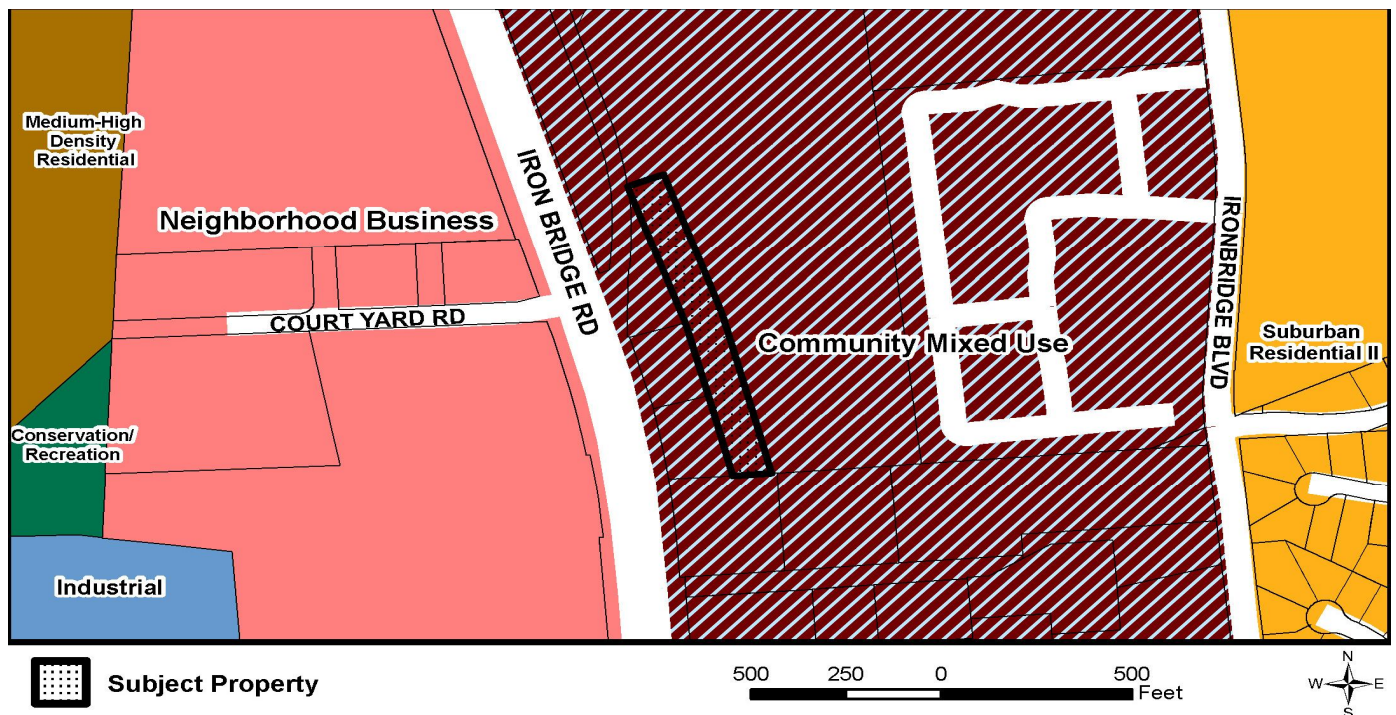 Medium-High
Density
Residential
Neighborhood Business
IRON BRIDGE RD
COURT YARD RD
Community Mixed Use
IRONBRIDGE BLVD
Suburban
Residential II
Conservation/
Recreation
Industrial
Subject Property
500 250 0 500
Feet
N
W E
S